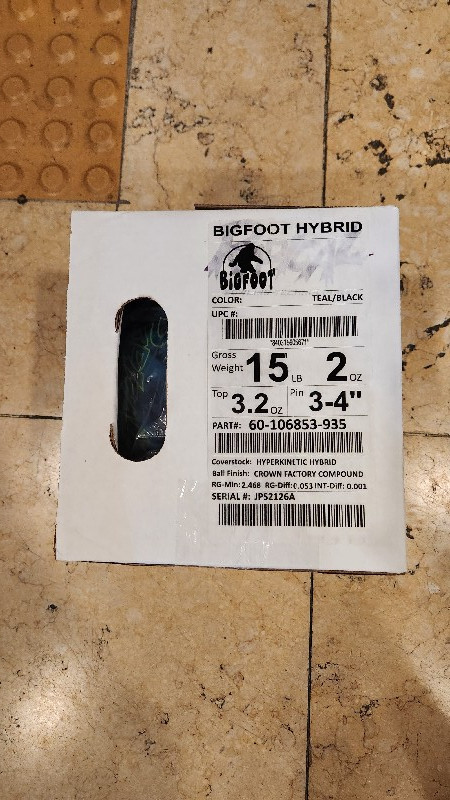 BIGFOOT HYBRID
BIGFOOT
COLOR: TEAL/BLACK
UPC #:
Gross Weight 15 LB 2 OZ
Top 3.2 OZ Pin 3-4"
PART#: 60-106853-935
Coverstock: HYPERKINETIC HYBRID
Ball Finish: CROWN FACTORY COMPOUND
RG-Min: 2.468 RG-Diff: 0.053 INT-Diff: 0.001
SERIAL #: JPS2126A